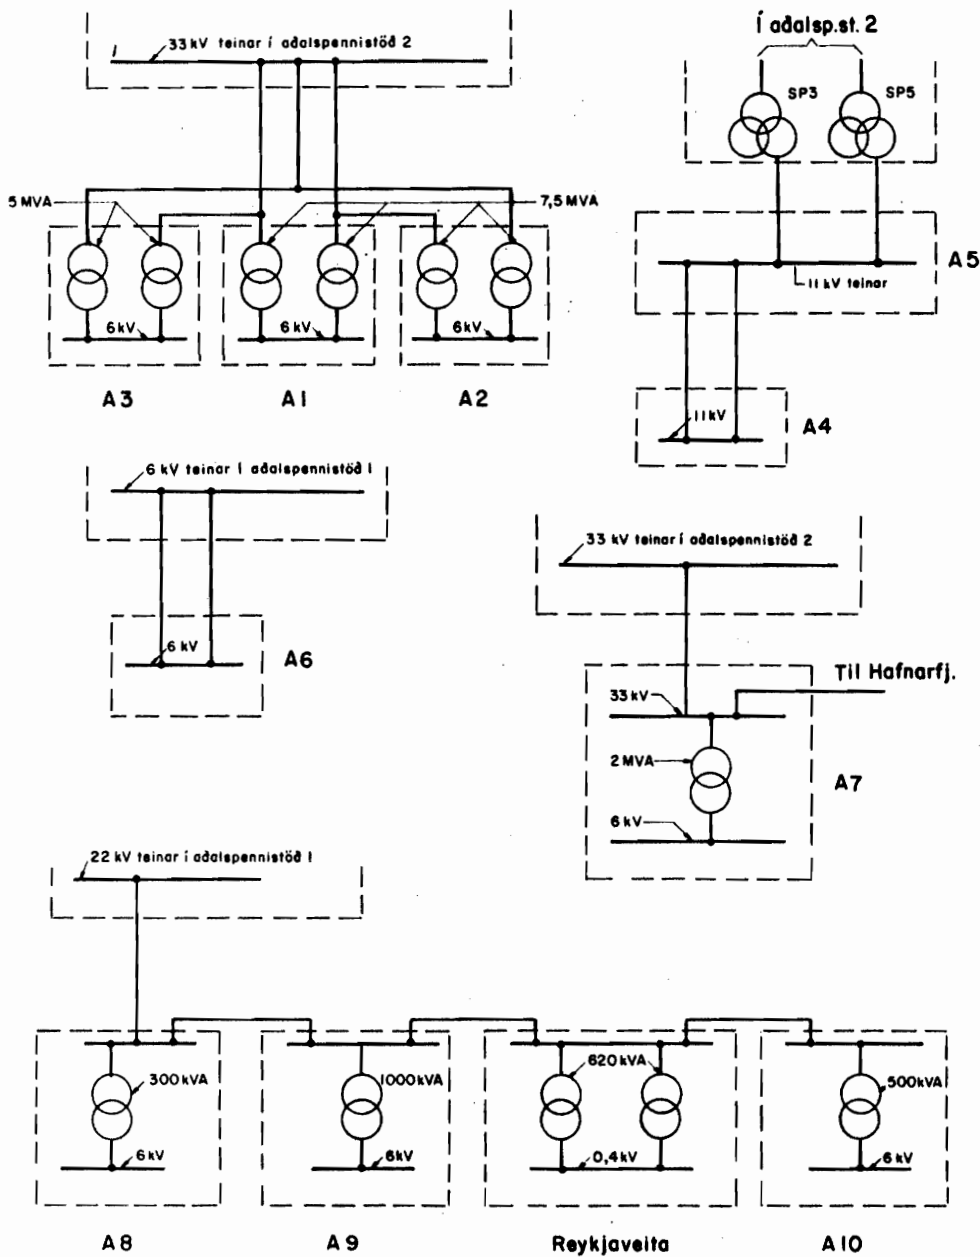 33 kV teinar í aðalspennistöð 2
Í aðalsp.st. 2
SP3
SP5
5 MVA
7,5 MVA
A5
11 kV teinar
6 kV
6 kV
6 kV
A3
A1
A2
11 kV
A4
6 kV teinar í aðalspennistöð 1
33 kV teinar í aðalspennistöð 2
6 kV
A6
Til Hafnarfj.
33 kV
2 MVA
A7
6 kV
22 kV teinar í aðalspennistöð 1
300 kVA
1000 kVA
620 kVA
500 kVA
6 kV
6 kV
0,4 kV
6 kV
A8
A9
Reykjaveita
A10